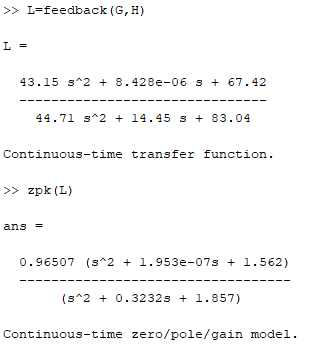 >> L=feedback(G,H)
L =
43.15 s^2 + 8.428e-06 s + 67.42
-------------------------------
44.71 s^2 + 14.45 s + 83.04
Continuous-time transfer function.
>> zpk(L)
ans =
0.96507 (s^2 + 1.953e-07s + 1.562)
----------------------------------
(s^2 + 0.3232s + 1.857)
Continuous-time zero/pole/gain model.